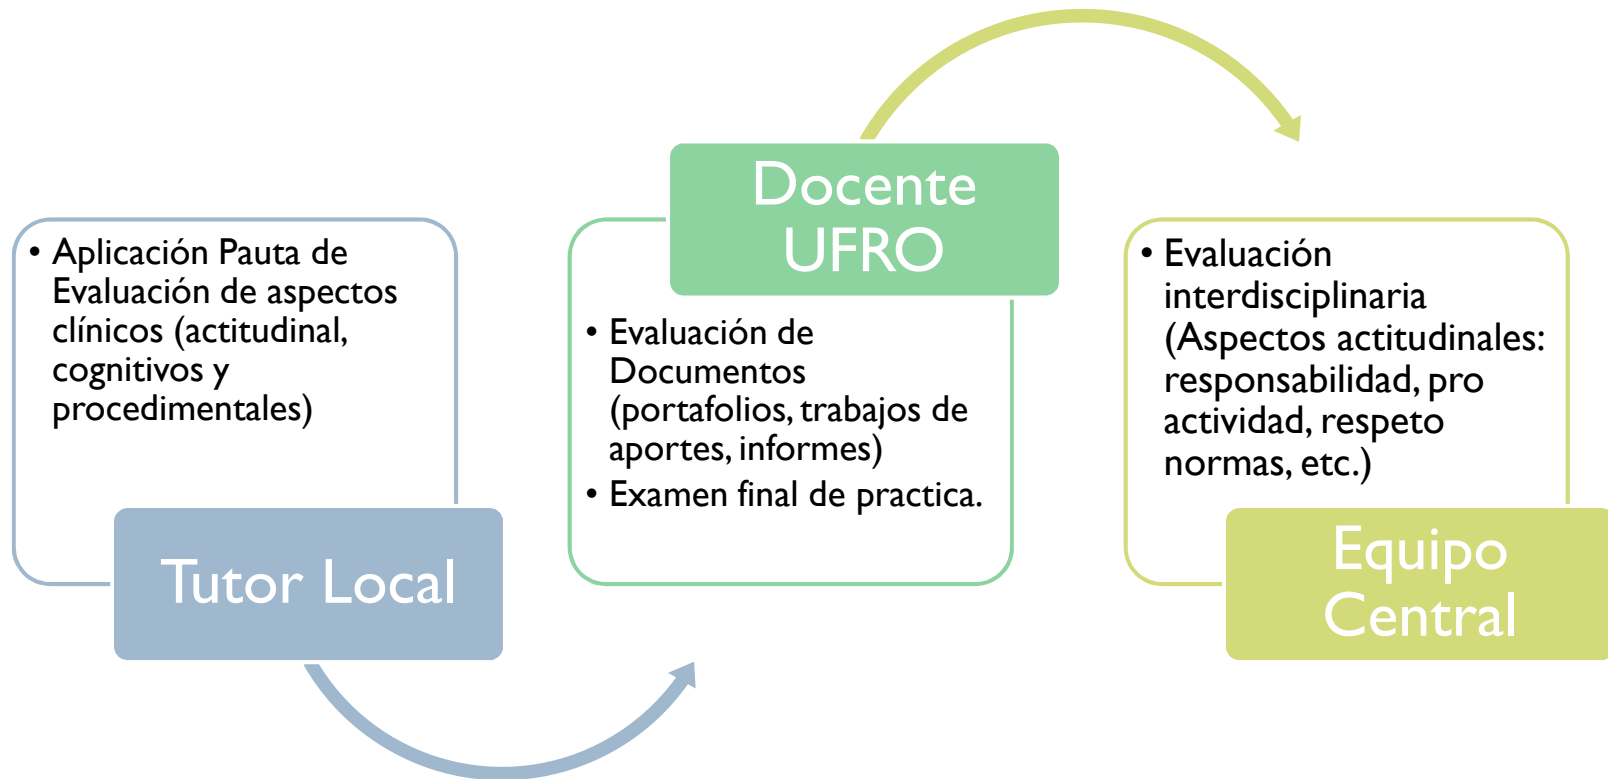 • Aplicación Pauta de
Evaluación de aspectos
clínicos (actitudinal,
cognitivos y
procedimentales)
Tutor Local
Docente
UFRO
• Evaluación de
Documentos
(portafolios, trabajos de
aportes, informes)
• Examen final de practica.
• Evaluación
interdisciplinaria
(Aspectos actitudinales:
responsabilidad, pro
actividad, respeto
normas, etc.)
Equipo
Central